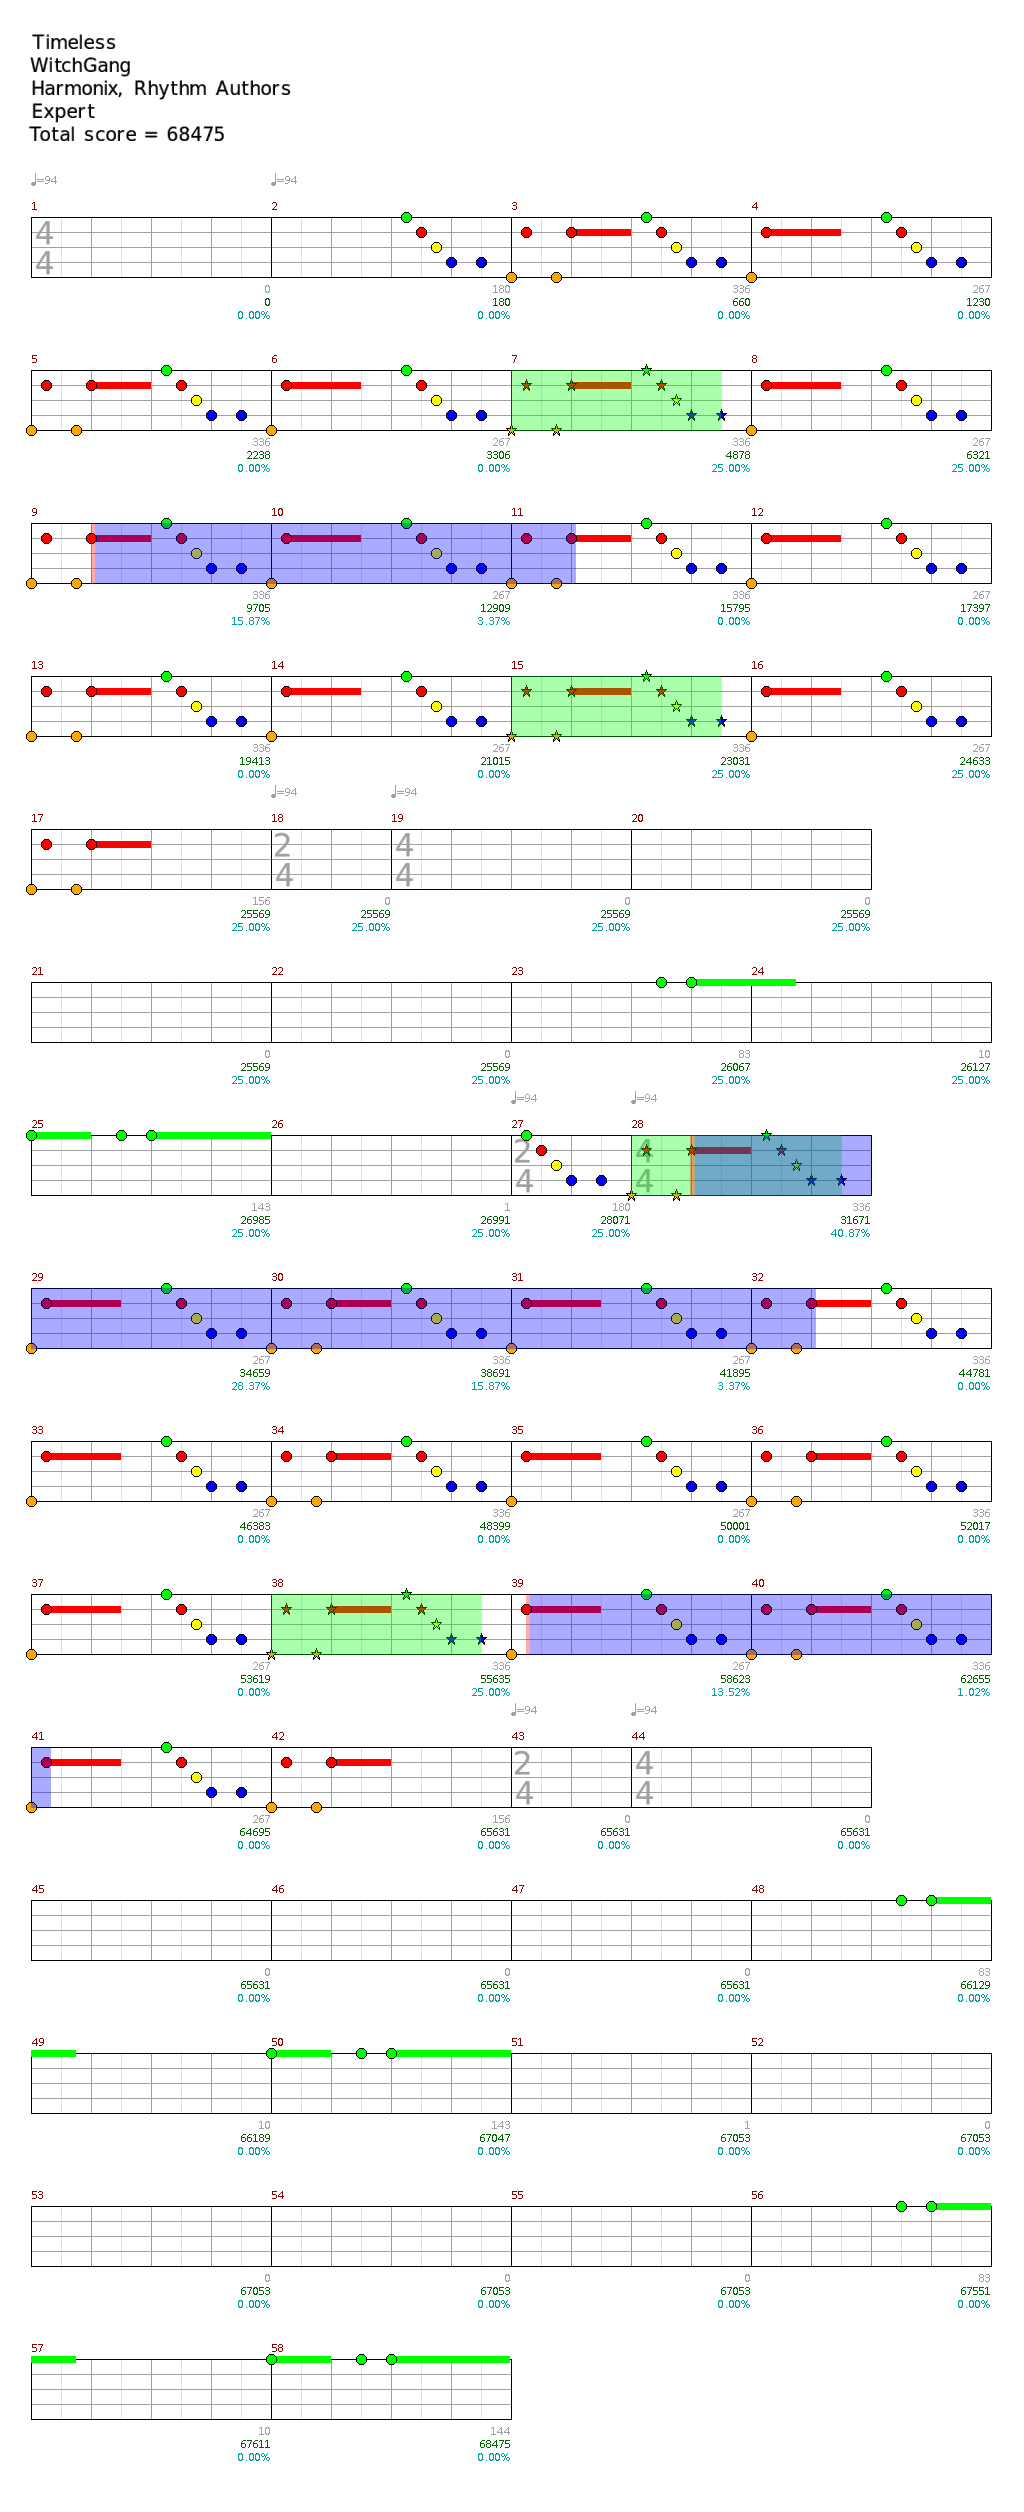 Timeless
WitchGang
Harmonix, Rhythm Authors
Expert
Total score = 68475
♩=94 ♩=94
1 2 3 4
4
4
0 180 336 267
0 180 660 1230
0.00% 0.00% 0.00% 0.00%
5 6 7 8
336 267 336 267
2238 3306 4878 6321
0.00% 0.00% 25.00% 25.00%
9 10 11 12
336 267 336 267
9705 12909 15795 17397
15.87% 3.37% 0.00% 0.00%
13 14 15 16
336 267 336 267
19413 21015 23031 24633
0.00% 0.00% 25.00% 25.00%
♩=94 ♩=94
17 18 19 20
2 4
4 4
156 0 0 0
25569 25569 25569 25569
25.00% 25.00% 25.00% 25.00%
21 22 23 24
0 0 83 10
25569 25569 26067 26127
25.00% 25.00% 25.00% 25.00%
♩=94 ♩=94
25 26 27 28
2 4
4 4
143 1 180 336
26985 26991 28071 31671
25.00% 25.00% 25.00% 40.87%
29 30 31 32
267 336 267 336
34659 38691 41895 44781
28.37% 15.87% 3.37% 0.00%
33 34 35 36
267 336 267 336
46383 48399 50001 52017
0.00% 0.00% 0.00% 0.00%
37 38 39 40
267 336 267 336
53619 55635 58623 62655
0.00% 25.00% 13.52% 1.02%
♩=94 ♩=94
41 42 43 44
2 4
4 4
267 156 0 0
64695 65631 65631 65631
0.00% 0.00% 0.00% 0.00%
45 46 47 48
0 0 0 83
65631 65631 65631 66129
0.00% 0.00% 0.00% 0.00%
49 50 51 52
10 143 1 0
66189 67047 67053 67053
0.00% 0.00% 0.00% 0.00%
53 54 55 56
0 0 0 83
67053 67053 67053 67551
0.00% 0.00% 0.00% 0.00%
57 58
10 144
67611 68475
0.00% 0.00%